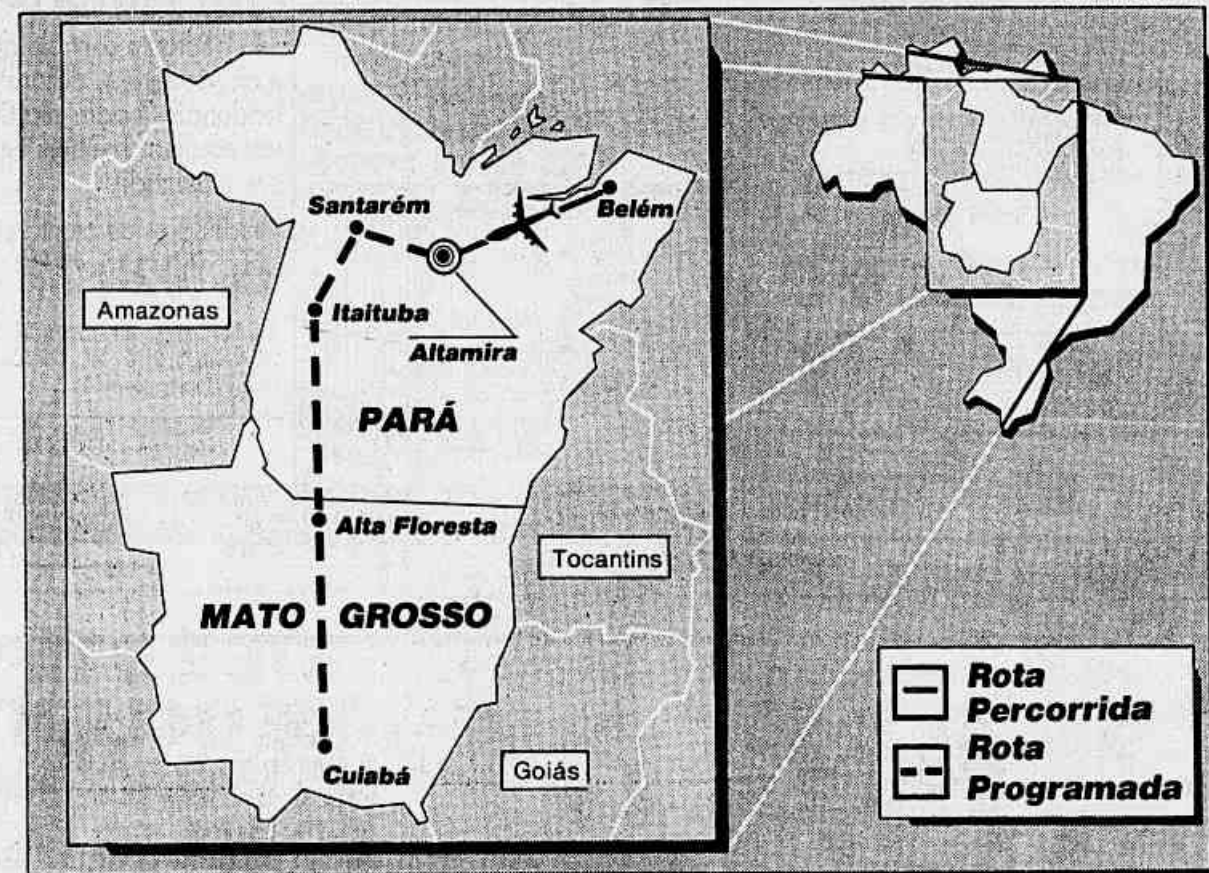 Santarém
Belém
Amazonas
Itaituba
Altamira
PARÁ
Alta Floresta
Tocantins
MATO GROSSO
Cuiabá
Goiás
Rota
Percorrida
Rota
Programada